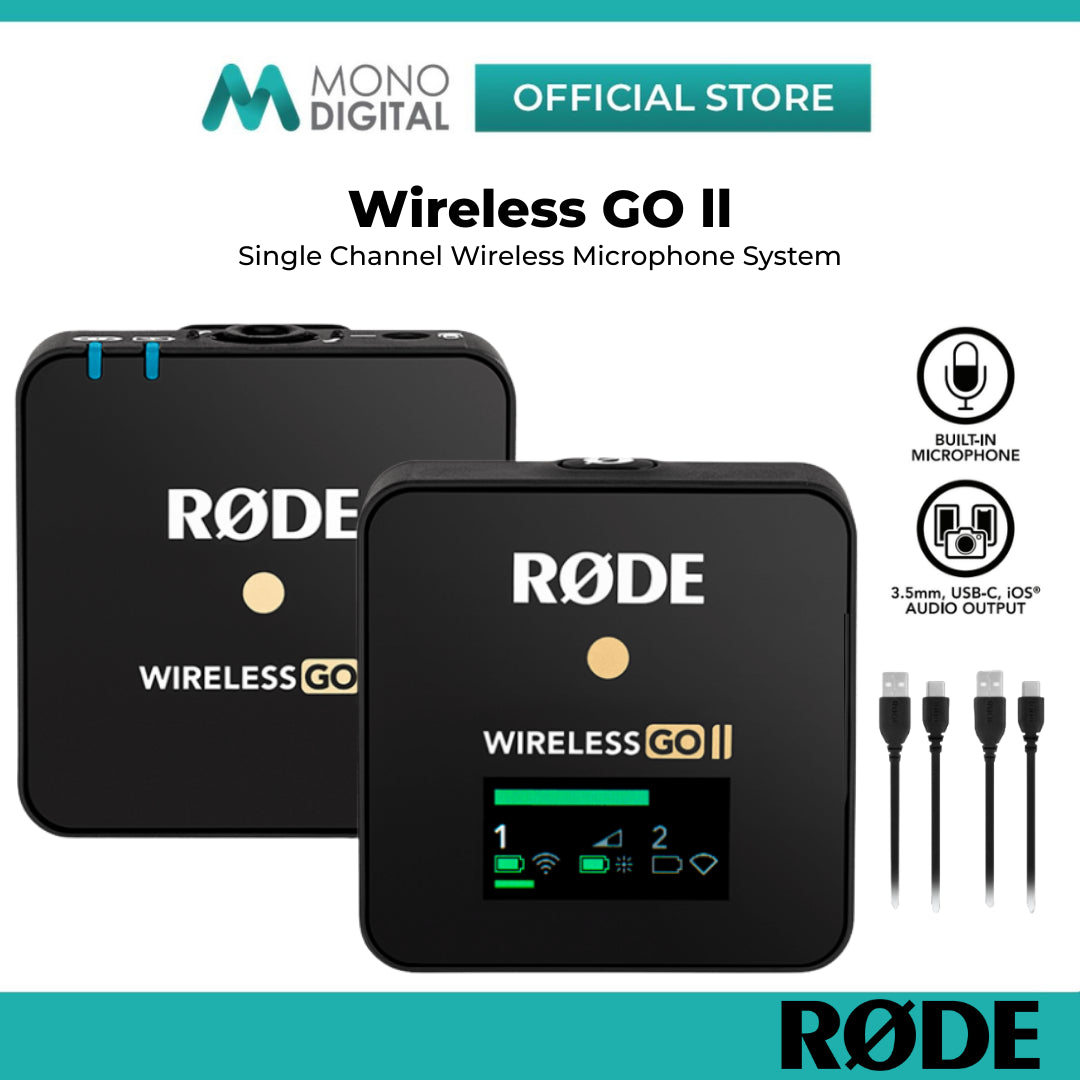 MONO
DIGITAL
OFFICIAL STORE
Wireless GO ll
Single Channel Wireless Microphone System
RØDE
WIRELESS GO
RØDE
WIRELESS GO II
1
2
BUILT-IN
MICROPHONE
3.5mm, USB-C, iOS®
AUDIO OUTPUT
RØDE